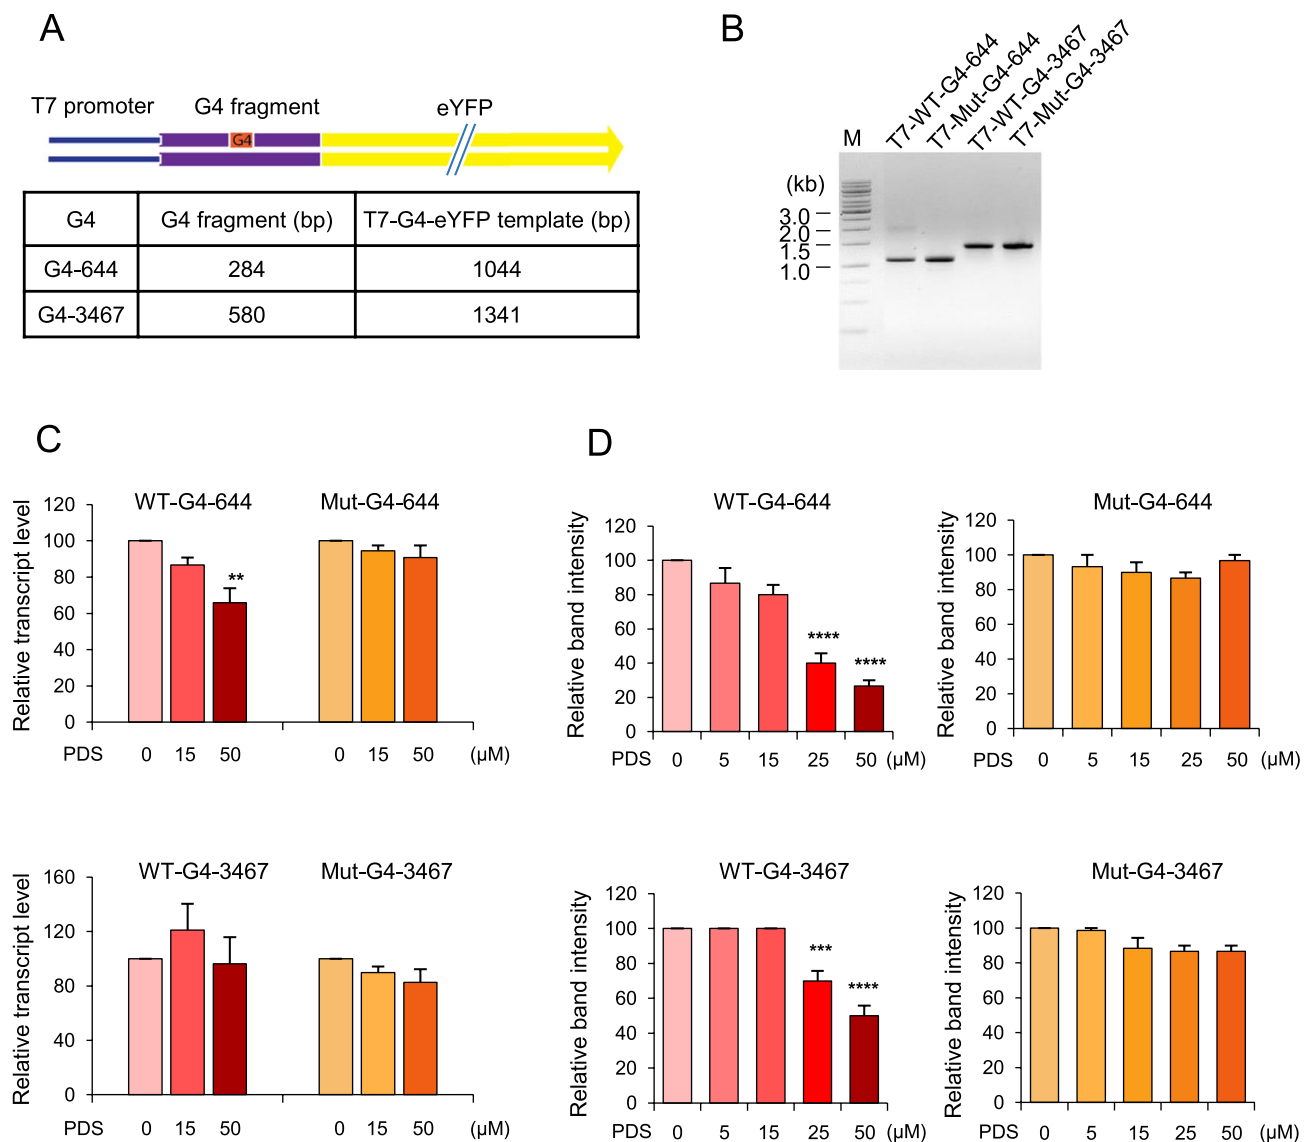 A
T7 promoter G4 fragment eYFP
G4
G4 G4 fragment (bp) T7-G4-eYFP template (bp)
G4-644 284 1044
G4-3467 580 1341
B
T7-WT-G4-644
T7-Mut-G4-644
T7-WT-G4-3467
T7-Mut-G4-3467
M
(kb)
3.0
2.0
1.5
1.0
C
Relative transcript level
WT-G4-644 Mut-G4-644
120
100
80
60
40
20
0
**
PDS 0 15 50 0 15 50 (µM)
Relative transcript level
WT-G4-3467 Mut-G4-3467
160
120
80
40
0
PDS 0 15 50 0 15 50 (µM)
D
Relative band intensity
WT-G4-644
120
100
80
60
40
20
0
****
****
PDS 0 5 15 25 50 (µM)
Relative band intensity
Mut-G4-644
120
100
80
60
40
20
0
PDS 0 5 15 25 50 (µM)
Relative band intensity
WT-G4-3467
120
100
80
60
40
20
0
***
****
PDS 0 5 15 25 50 (µM)
Relative band intensity
Mut-G4-3467
120
100
80
60
40
20
0
PDS 0 5 15 25 50 (µM)